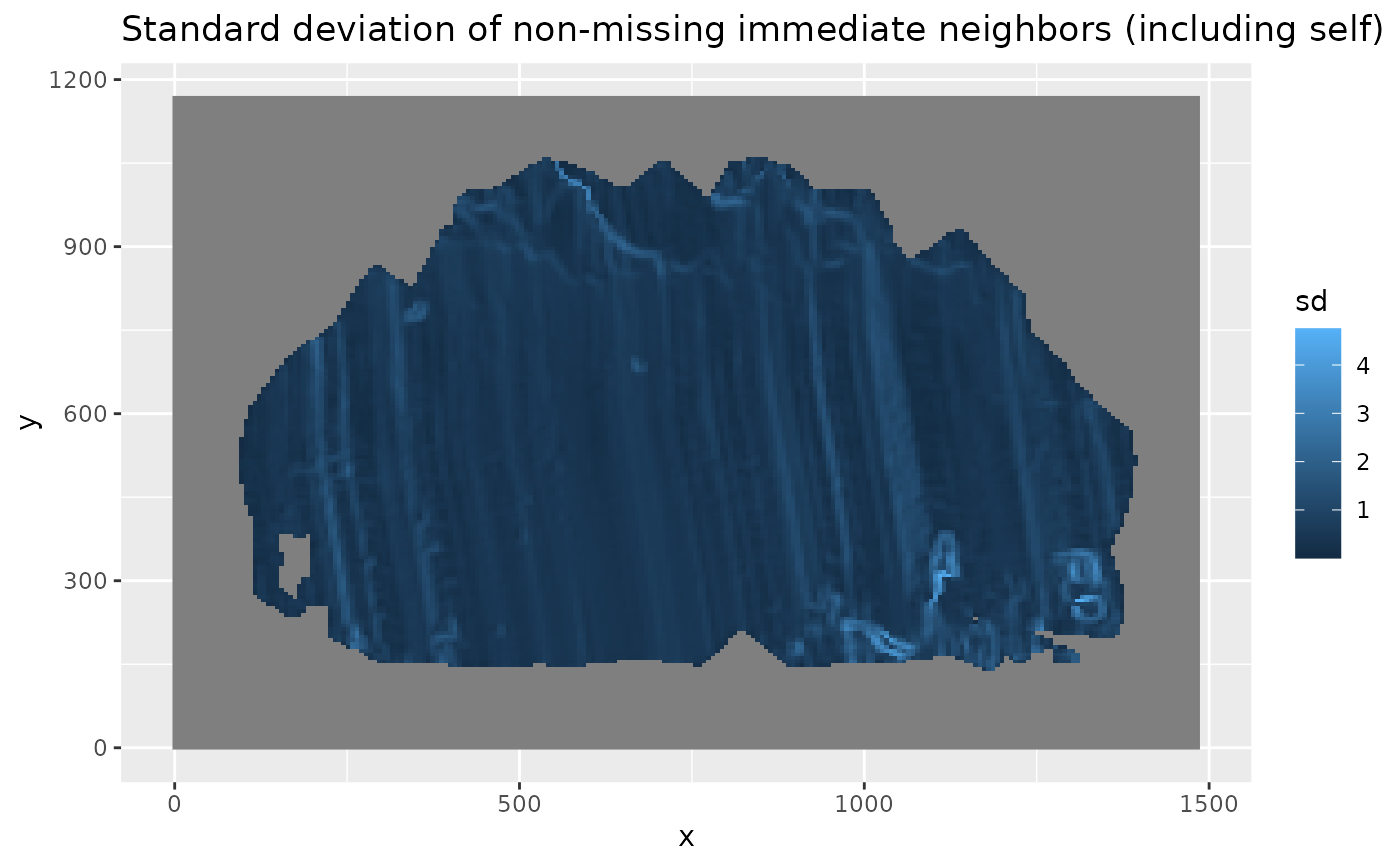 Standard deviation of non-missing immediate neighbors (including self)
1200
900
600
300
0
y
0 500 1000 1500
x
sd
4
3
2
1